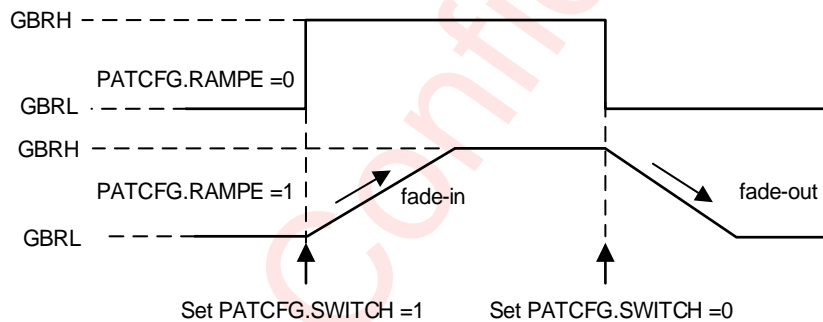 GBRH
PATCFG.RAMPE =0
GBRL
GBRH
PATCFG.RAMPE =1
fade-in
fade-out
GBRL
Set PATCFG.SWITCH =1
Set PATCFG.SWITCH =0